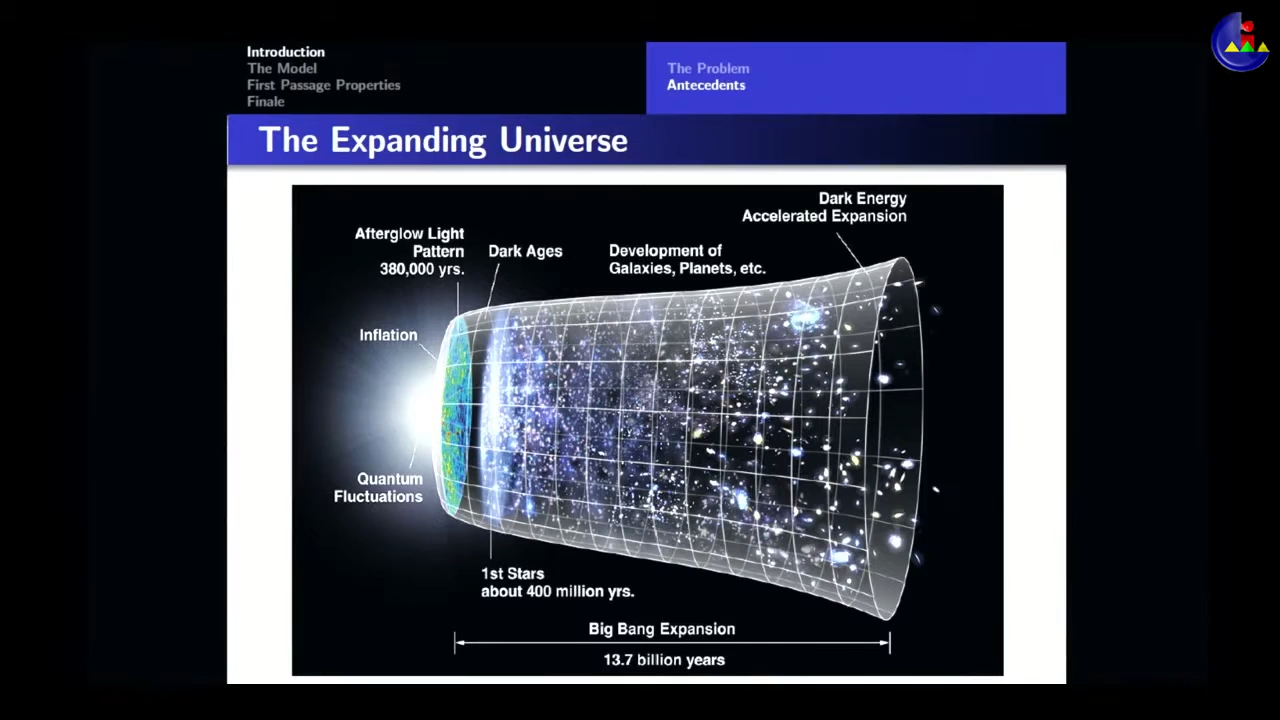 Introduction
The Model
First Passage Properties
Finale
The Problem
Antecedents
The Expanding Universe
Dark Energy
Accelerated Expansion
Afterglow Light
Pattern
380,000 yrs.
Dark Ages
Development of
Galaxies, Planets, etc.
Inflation
Quantum
Fluctuations
1st Stars
about 400 million yrs.
Big Bang Expansion
13.7 billion years